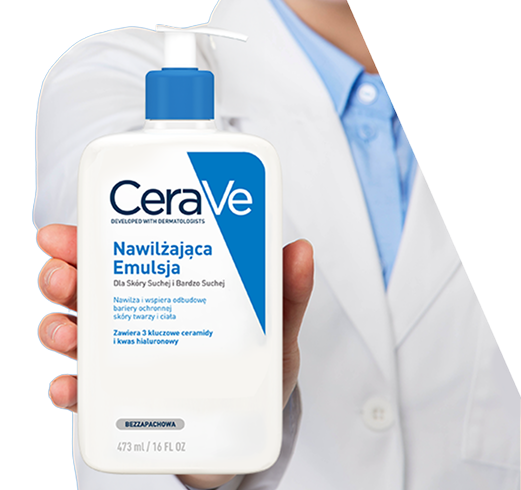 CeraVe
DEVELOPED WITH DERMATOLOGISTS
Nawilżająca
Emulsja
Dla Skóry Suchej i Bardzo Suchej
Nawilża i wspiera odbudowę
bariery ochronnej
skóry twarzy i ciała
Zawiera 3 kluczowe ceramidy
i kwas hialuronowy
BEZZAPACHOWA
473 ml / 16 FL OZ